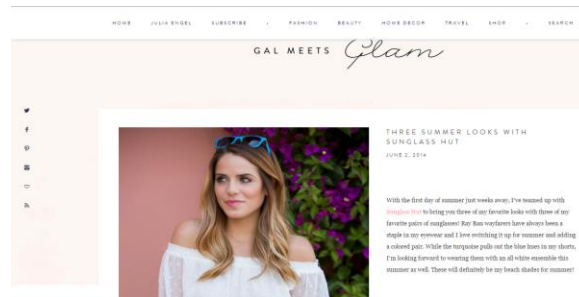 HOME JULIA ENGEL SUBSCRIBE FASHION BEAUTY HOME DECOR TRAVEL SHOP SEARCH
GAL MEETS Glam
THREE SUMMER LOOKS WITH
SUNGLASS HUT
JUNE 2, 2014
With the first day of summer just weeks away, I've teamed up with
Sunglass Hut to bring you three of my favorite looks with three of my
favorite pairs of sunglasses! Ray Ban wayfarers have always been a
staple in my eyewear and I love switching it up for summer and adding
a colored pair. While the turquoise pulls out the blue hues in my shorts,
I'm looking forward to wearing them with an all white ensemble this
summer as well. These will definitely be my beach shades for summer!